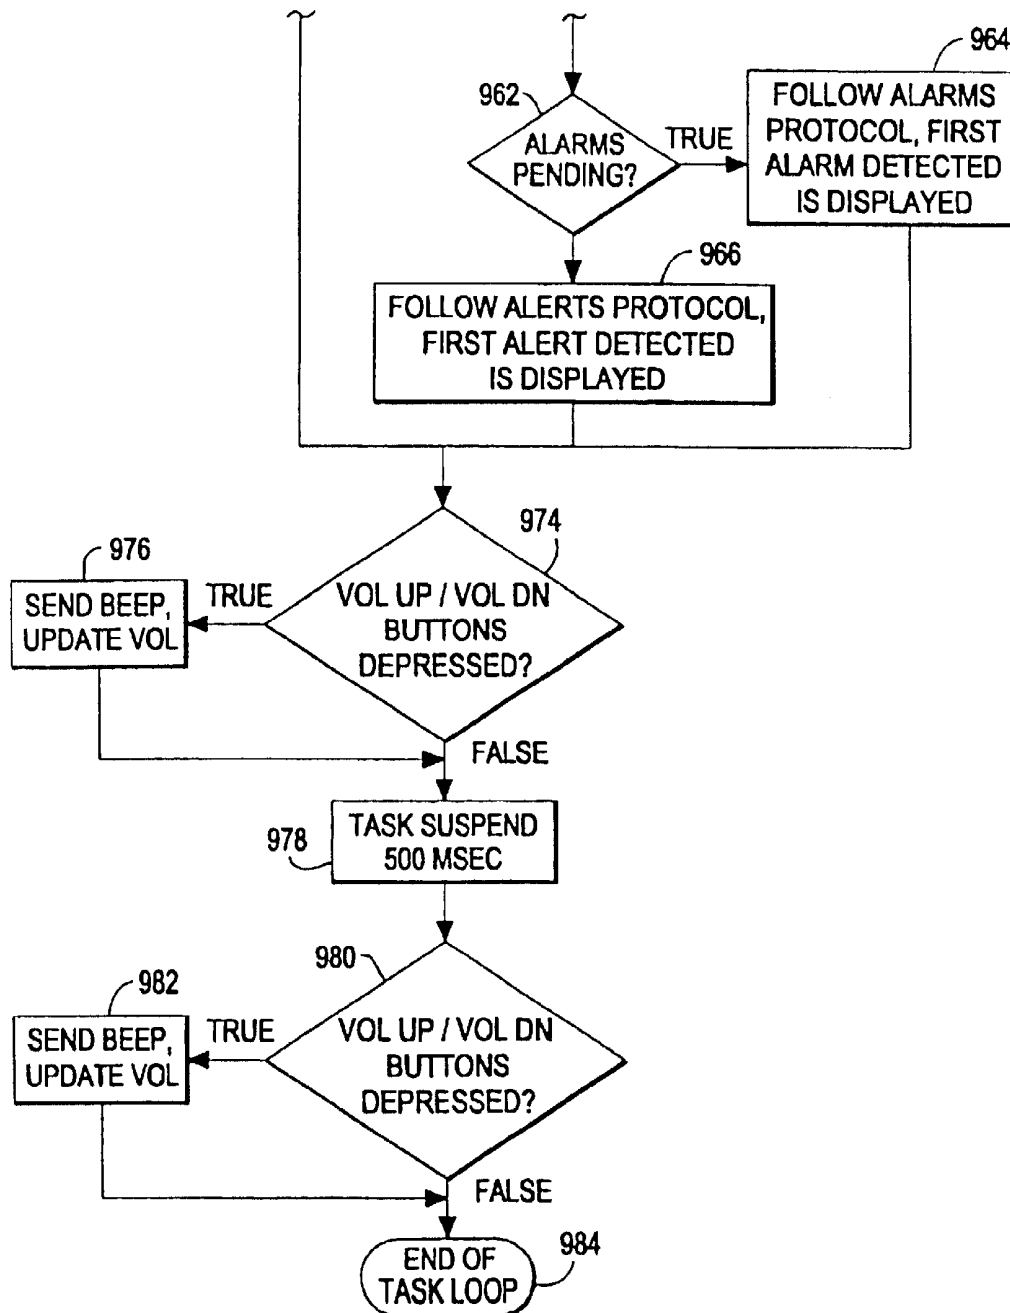 964
962
ALARMS
PENDING?
TRUE
FOLLOW ALARMS
PROTOCOL, FIRST
ALARM DETECTED
IS DISPLAYED
966
FOLLOW ALERTS PROTOCOL,
FIRST ALERT DETECTED
IS DISPLAYED
974
976
SEND BEEP,
UPDATE VOL
TRUE
VOL UP / VOL DN
BUTTONS
DEPRESSED?
FALSE
978
TASK SUSPEND
500 MSEC
980
982
SEND BEEP,
UPDATE VOL
TRUE
VOL UP / VOL DN
BUTTONS
DEPRESSED?
FALSE
END OF
TASK LOOP
984